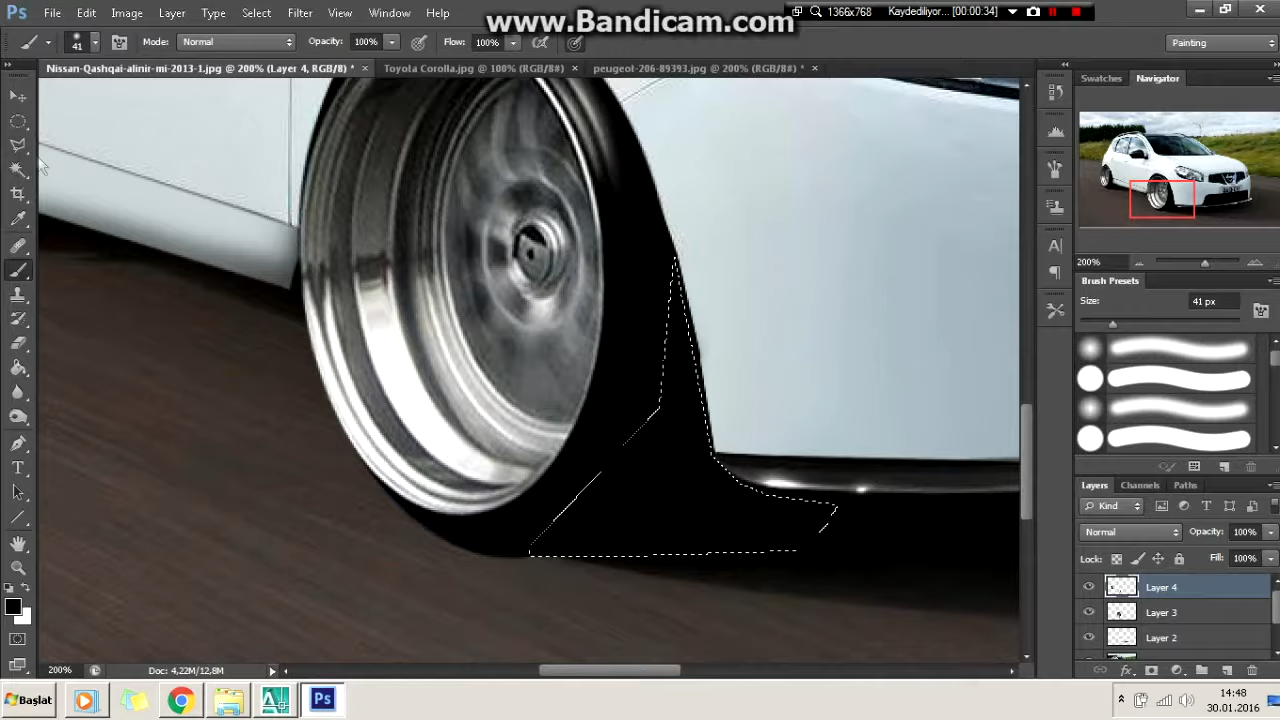 Ps File Edit Image Layer Type Select Filter View Window Help
www.Bandicam.com
1366x768 Kaydediliyor... [00:00:34]
41 Mode: Normal Opacity: 100% Flow: 100% Painting
Nissan-Qashqai-alinir-mi-2013-1.jpg @ 200% (Layer 4, RGB/8) * × Toyota Corolla.jpg @ 100% (RGB/8#) × peugeot-206-89393.jpg @ 200% (RGB/8#) * ×
Swatches Navigator
200%
Brush Presets
Size: 41 px
Layers Channels Paths
Kind
Normal Opacity: 100%
Lock: Fill: 100%
Layer 4
Layer 3
Layer 2
200% Doc: 4,22M/12,8M
Başlat Ps 14:48
30.01.2016